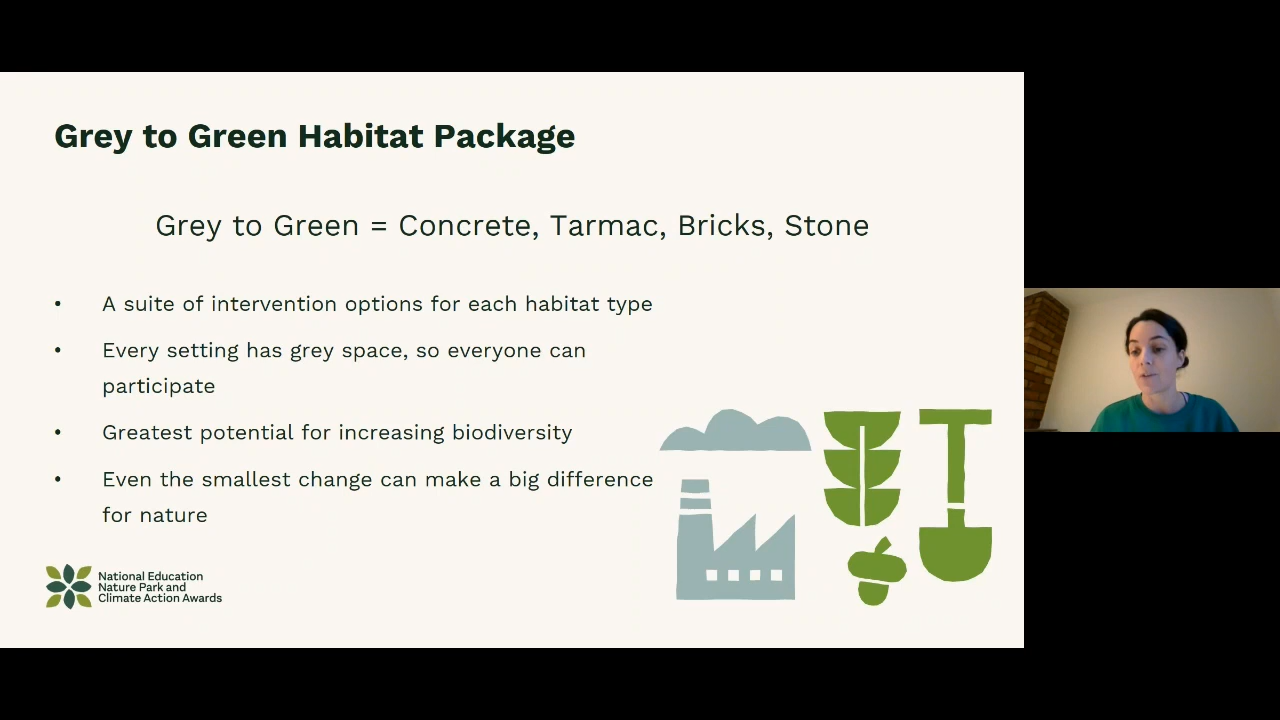 Grey to Green Habitat Package
Grey to Green = Concrete, Tarmac, Bricks, Stone
• A suite of intervention options for each habitat type
• Every setting has grey space, so everyone can
participate
• Greatest potential for increasing biodiversity
• Even the smallest change can make a big difference
for nature
National Education
Nature Park and
Climate Action Awards